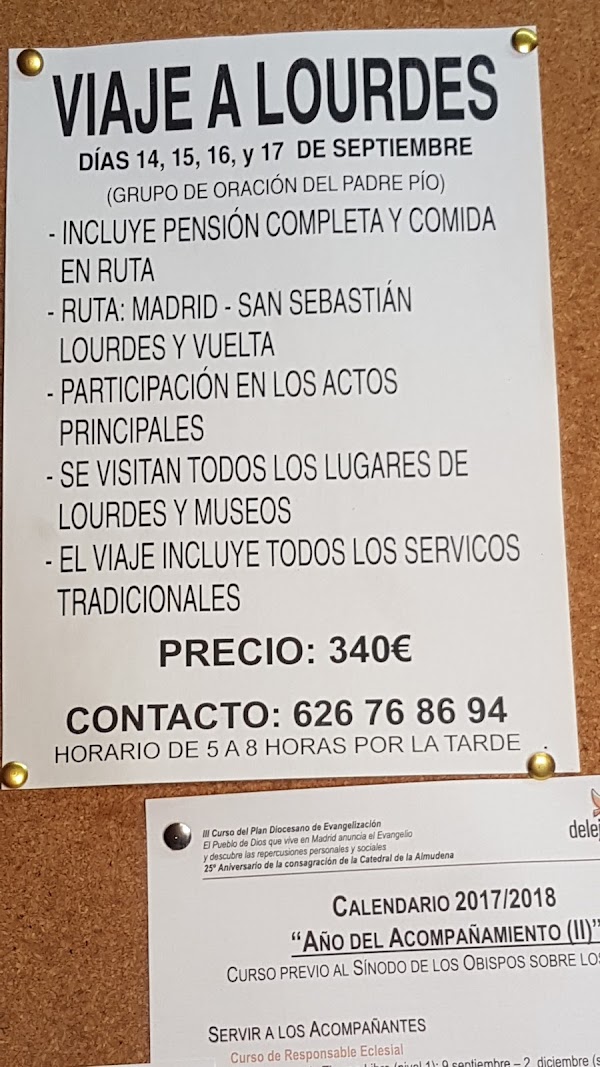 VIAJE A LOURDES
DÍAS 14, 15, 16, y 17 DE SEPTIEMBRE
(GRUPO DE ORACIÓN DEL PADRE PÍO)
- INCLUYE PENSIÓN COMPLETA Y COMIDA
EN RUTA
- RUTA: MADRID - SAN SEBASTIÁN
LOURDES Y VUELTA
- PARTICIPACIÓN EN LOS ACTOS
PRINCIPALES
- SE VISITAN TODOS LOS LUGARES DE
LOURDES Y MUSEOS
- EL VIAJE INCLUYE TODOS LOS SERVICOS
TRADICIONALES
PRECIO: 340€
CONTACTO: 626 76 86 94
HORARIO DE 5 A 8 HORAS POR LA TARDE
III Curso del Plan Diocesano de Evangelización
El Pueblo de Dios que vive en Madrid anuncia el Evangelio
y descubre las repercusiones personales y sociales
25º Aniversario de la consagración de la Catedral de la Almudena
CALENDARIO 2017/2018
“AÑO DEL ACOMPAÑAMIENTO (II)”
CURSO PREVIO AL SÍNODO DE LOS OBISPOS SOBRE LOS
SERVIR A LOS ACOMPAÑANTES
Curso de Responsable Eclesial
(nivel 1): 9 septiembre – 2, diciembre (s